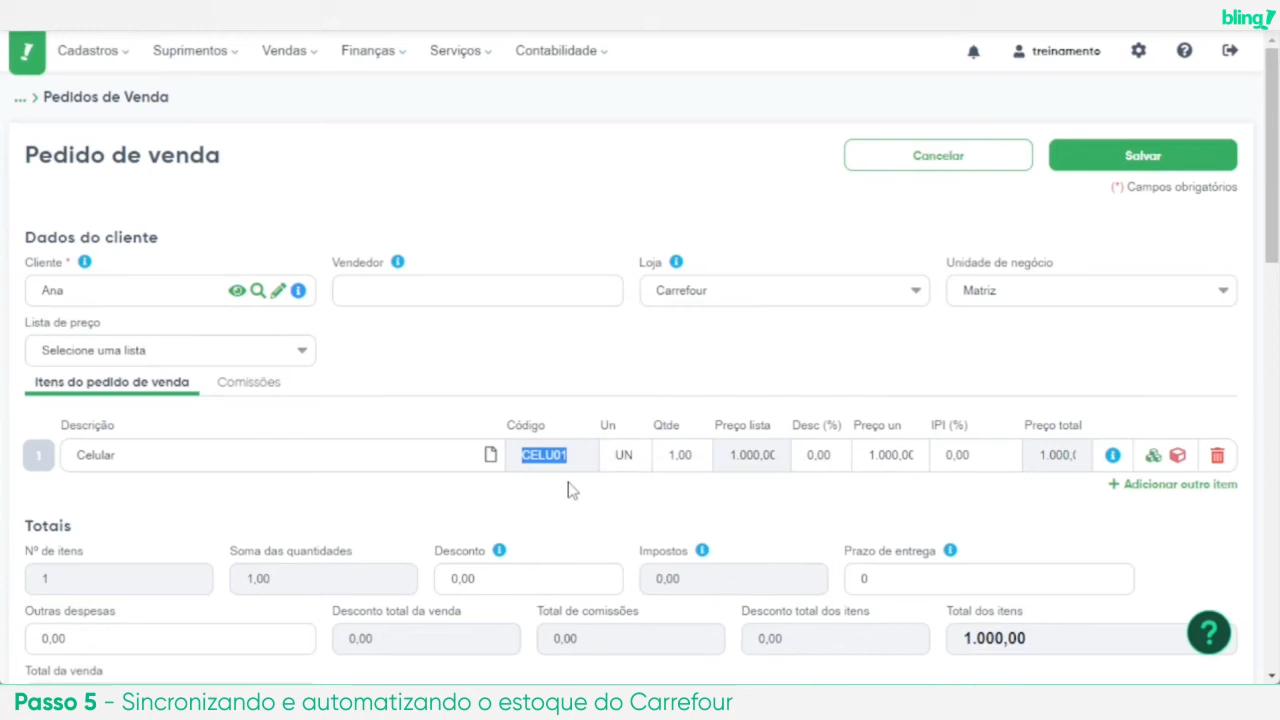 bling!
Cadastros Suprimentos Vendas Finanças Serviços Contabilidade treinamento
... > Pedidos de Venda
Pedido de venda
Cancelar Salvar
(*) Campos obrigatórios
Dados do cliente
Cliente * Vendedor Loja Unidade de negócio
Ana Carrefour Matriz
Lista de preço
Selecione uma lista
Itens do pedido de venda Comissões
Descrição Código Un Qtde Preço lista Desc (%) Preço un IPI (%) Preço total
1 Celular CELU01 UN 1,00 1.000,0 0,00 1.000,0 0,00 1.000,
+ Adicionar outro item
Totais
Nº de itens Soma das quantidades Desconto Impostos Prazo de entrega
1 1,00 0,00 0,00 0
Outras despesas Desconto total da venda Total de comissões Desconto total dos itens Total dos itens
0,00 0,00 0,00 0,00 1.000,00
Total da venda
Passo 5 - Sincronizando e automatizando o estoque do Carrefour